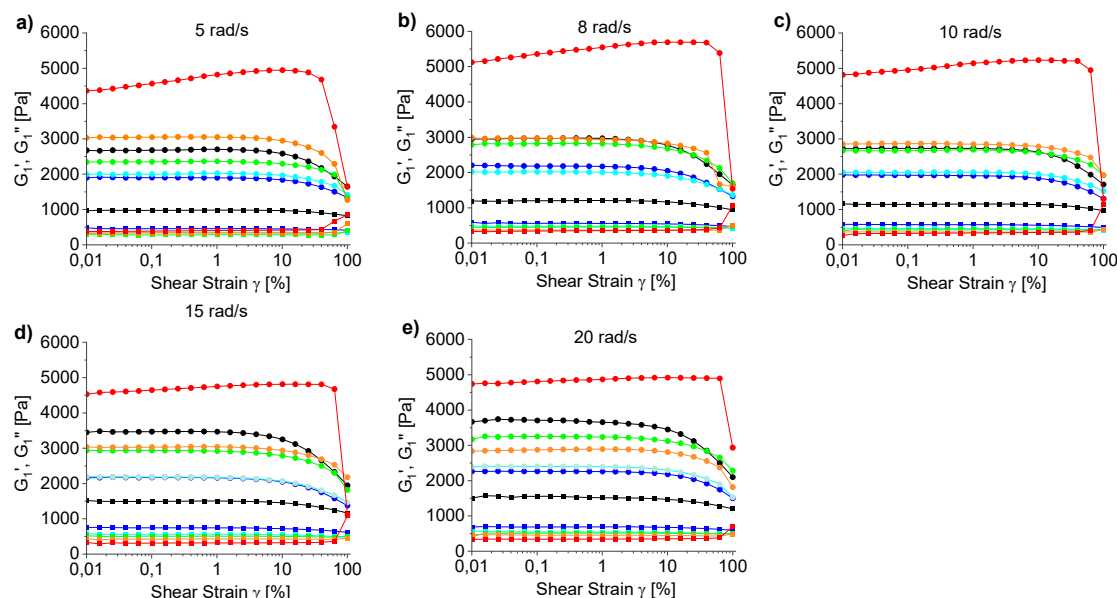 a)
5 rad/s
G₁', G₁'' [Pa]
6000
5000
4000
3000
2000
1000
0
0,01 0,1 1 10 100
Shear Strain γ [%]
b)
8 rad/s
G₁', G₁'' [Pa]
6000
5000
4000
3000
2000
1000
0
0,01 0,1 1 10 100
Shear Strain γ [%]
c)
10 rad/s
G₁', G₁'' [Pa]
6000
5000
4000
3000
2000
1000
0
0,01 0,1 1 10 100
Shear Strain γ [%]
d)
15 rad/s
G₁', G₁'' [Pa]
6000
5000
4000
3000
2000
1000
0
0,01 0,1 1 10 100
Shear Strain γ [%]
e)
20 rad/s
G₁', G₁'' [Pa]
6000
5000
4000
3000
2000
1000
0
0,01 0,1 1 10 100
Shear Strain γ [%]